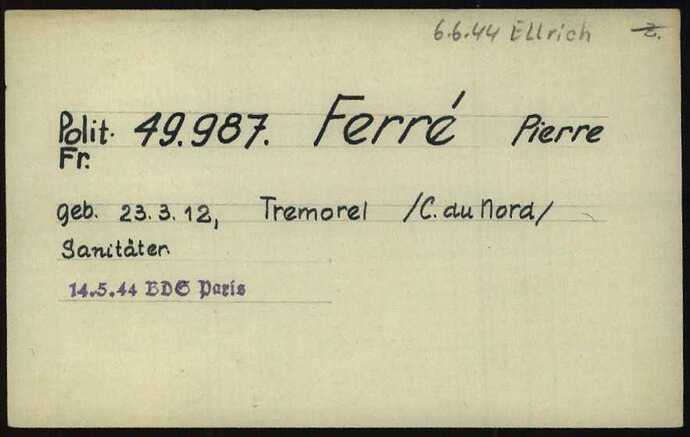 6.6.44 Ellrich z.
Polit. 49.987. Ferré Pierre
Fr.
geb. 23.3.12, Tremorel /C. du Nord/
Sanitäter
14.5.44 BDS Paris